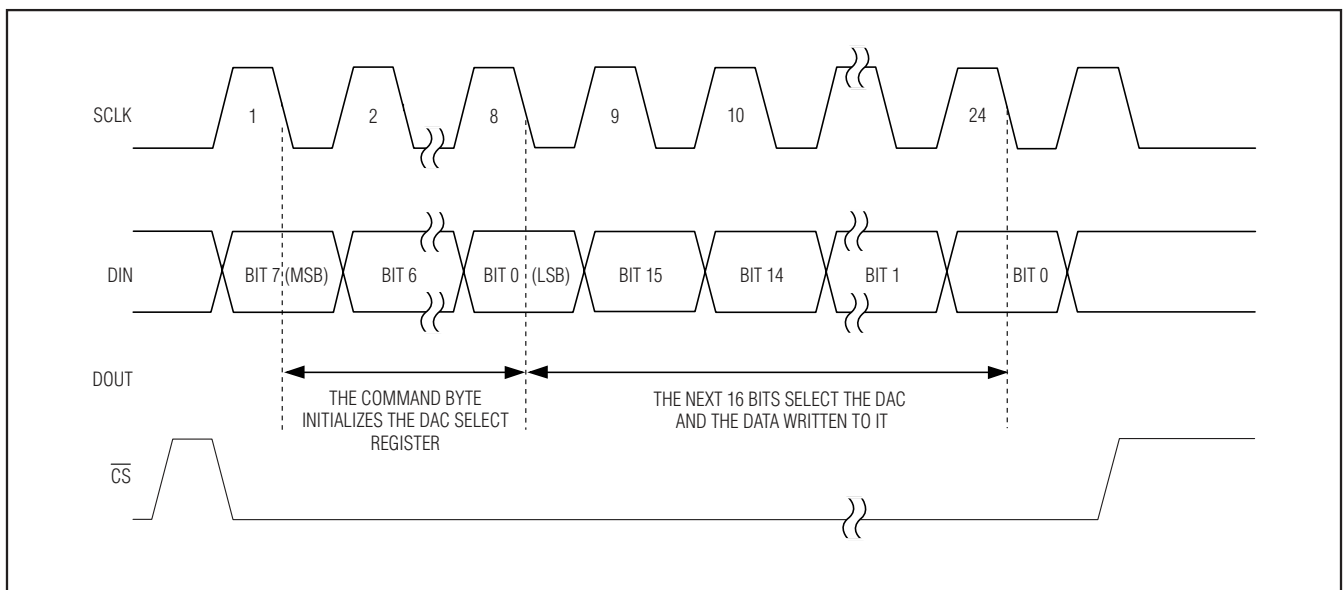 SCLK
1
2
8
9
10
24
DIN
BIT 7 (MSB)
BIT 6
BIT 0 (LSB)
BIT 15
BIT 14
BIT 1
BIT 0
DOUT
THE COMMAND BYTE
INITIALIZES THE DAC SELECT
REGISTER
THE NEXT 16 BITS SELECT THE DAC
AND THE DATA WRITTEN TO IT
CS